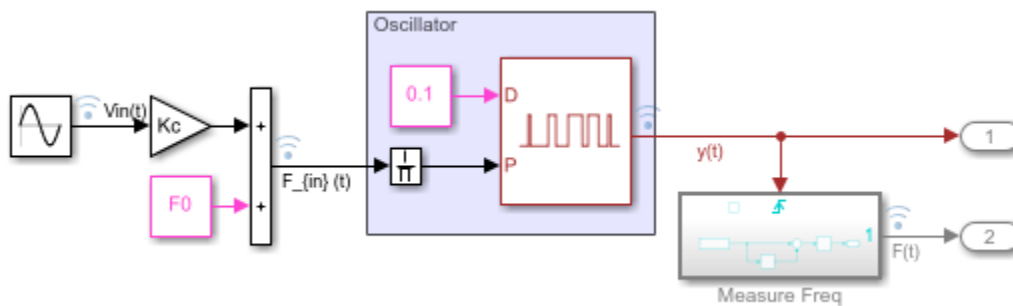 Oscillator
Vin(t)
Kc
+
+
F0
F_{in} (t)
0.1
D
P
y(t)
1
1
F(t)
2
Measure Freq